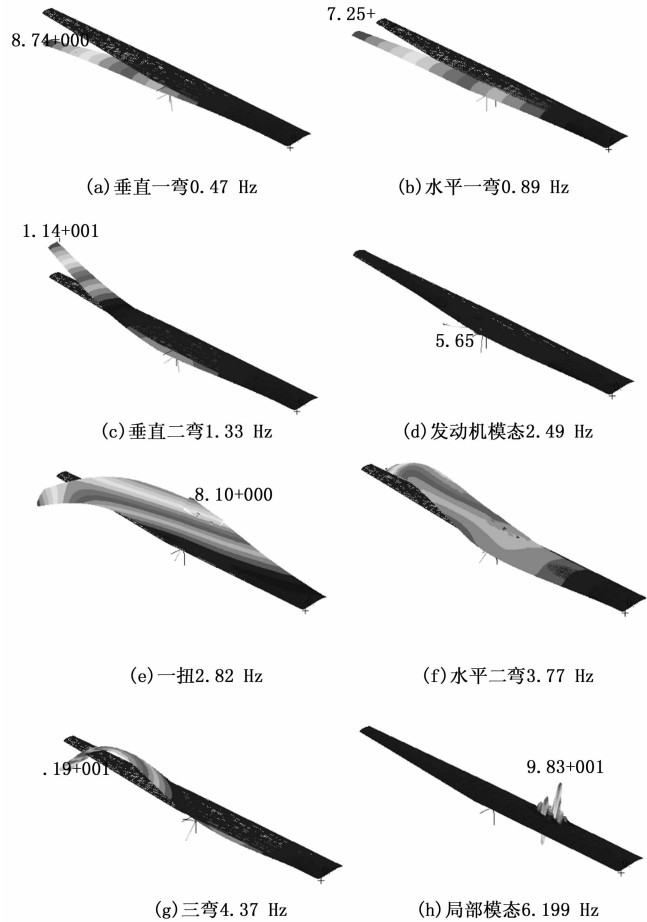 8.74+000
7.25+
(a)垂直一弯0.47 Hz
(b)水平一弯0.89 Hz
1.14+001
5.65
(c)垂直二弯1.33 Hz
(d)发动机模态2.49 Hz
8.10+000
(e)一扭2.82 Hz
(f)水平二弯3.77 Hz
.19+001
9.83+001
(g)三弯4.37 Hz
(h)局部模态6.199 Hz